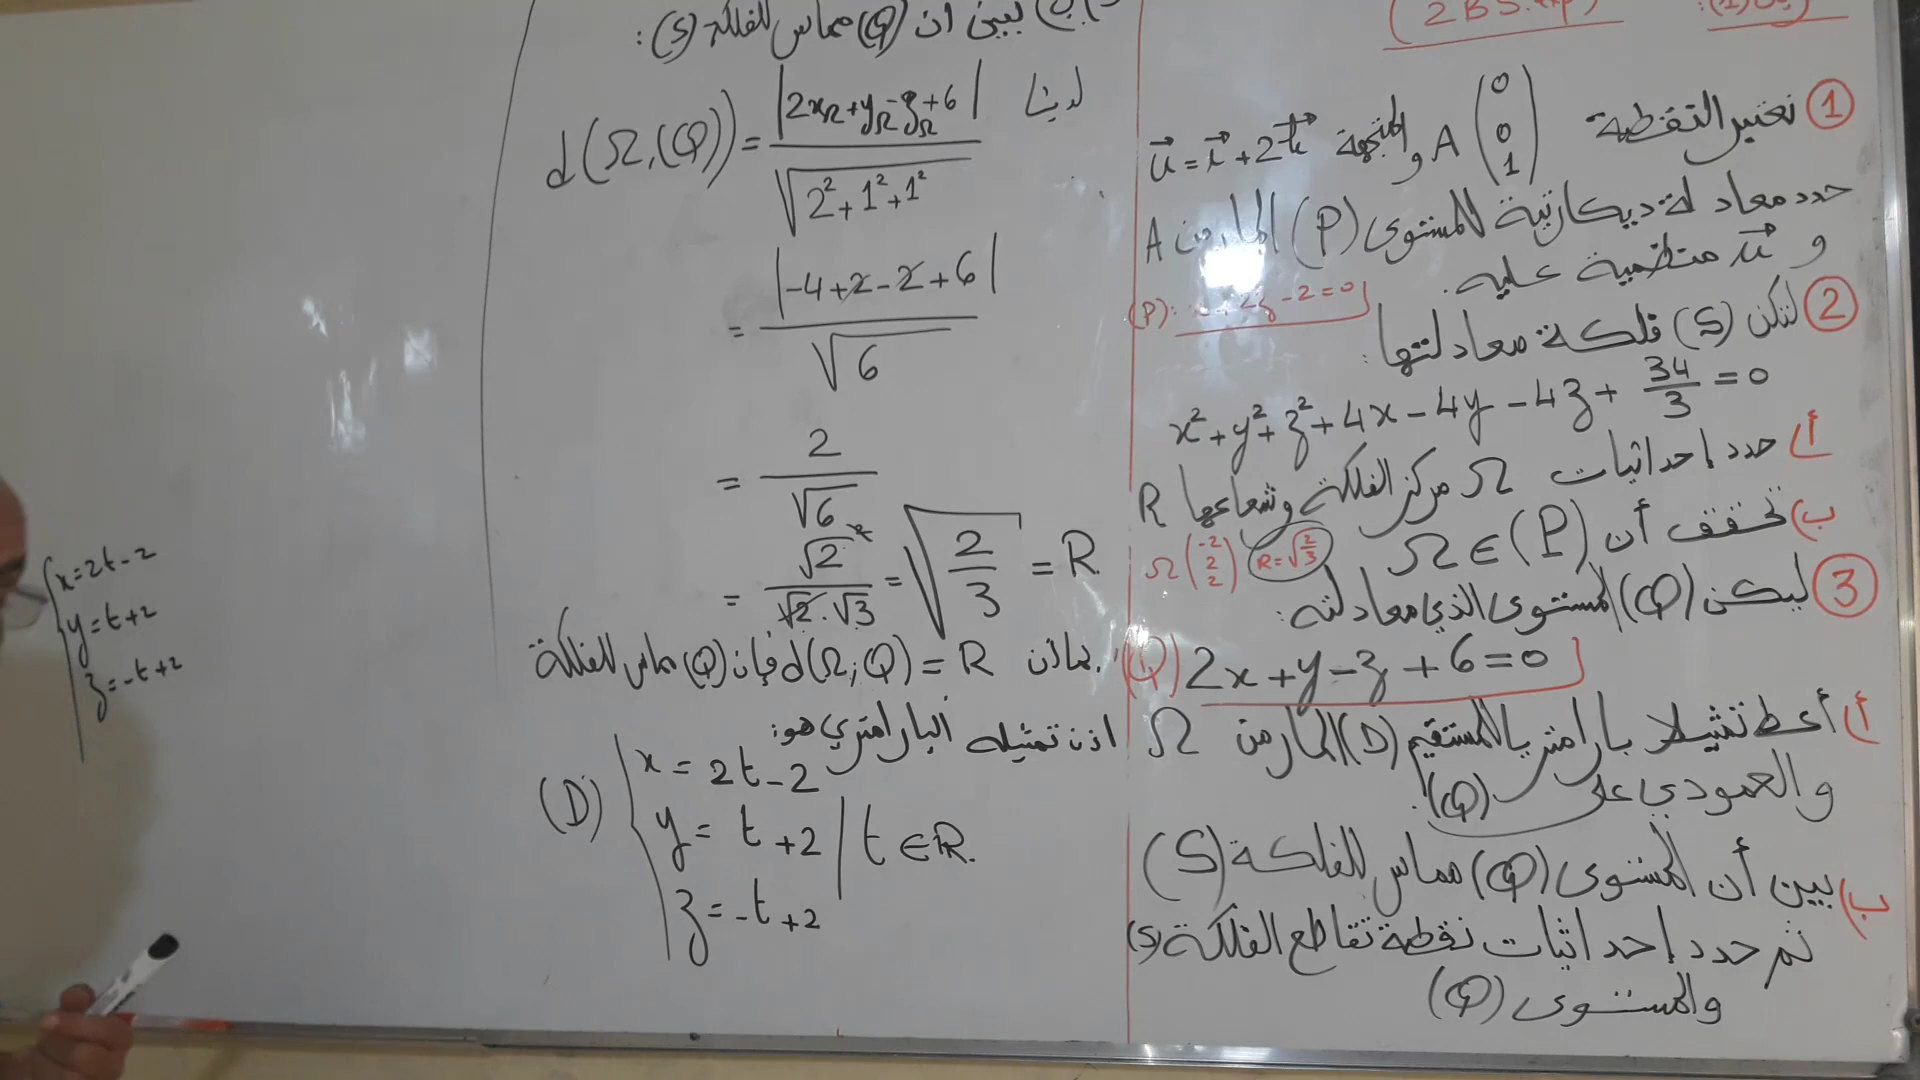 (2BS.exp)
① نعتبر النقطة A (0 0 1) والمتجهة u⃗ = i⃗ + 2k⃗
حدد معادلة ديكارتية للمستوى (P) المار من A
و u⃗ منظمية عليه.
(P): 2z - 2 = 0
② لتكن (S) فلكة معادلتها:
x² + y² + z² + 4x - 4y - 4z + 34/3 = 0
أ) حدد إحداثيات Ω مركز الفلكة وشعاعها R
ب) تحقق أن Ω ∈ (P)
Ω (-2 2 2) R = √(2/3)
③ ليكن (Q) المستوى الذي معادلته:
(Q) 2x + y - z + 6 = 0
أ) أعط تمثيلا بارامتريا للمستقيم (D) المار من Ω
والعمودي على (Q).
ب) بين أن المستوى (Q) مماس للفلكة (S)
ثم حدد إحداثيات نقطة تقاطع الفلكة (S)
والمستوى (Q)
ب) لنبين أن (Q) مماس للفلكة (S):
لدينا d(Ω,(Q)) = |2xΩ + yΩ - zΩ + 6| / √(2² + 1² + 1²)
= |-4 + 2 - 2 + 6| / √6
= 2 / √6
= √2² / √2·√3 = √(2/3) = R
بما أن d(Ω;Q) = R فإن (Q) مماس للفلكة
اذن تمثيله البارامتري هو:
(D) { x = 2t - 2
y = t + 2 / t ∈ ℝ.
z = -t + 2
{ x = 2t - 2
y = t + 2
z = -t + 2